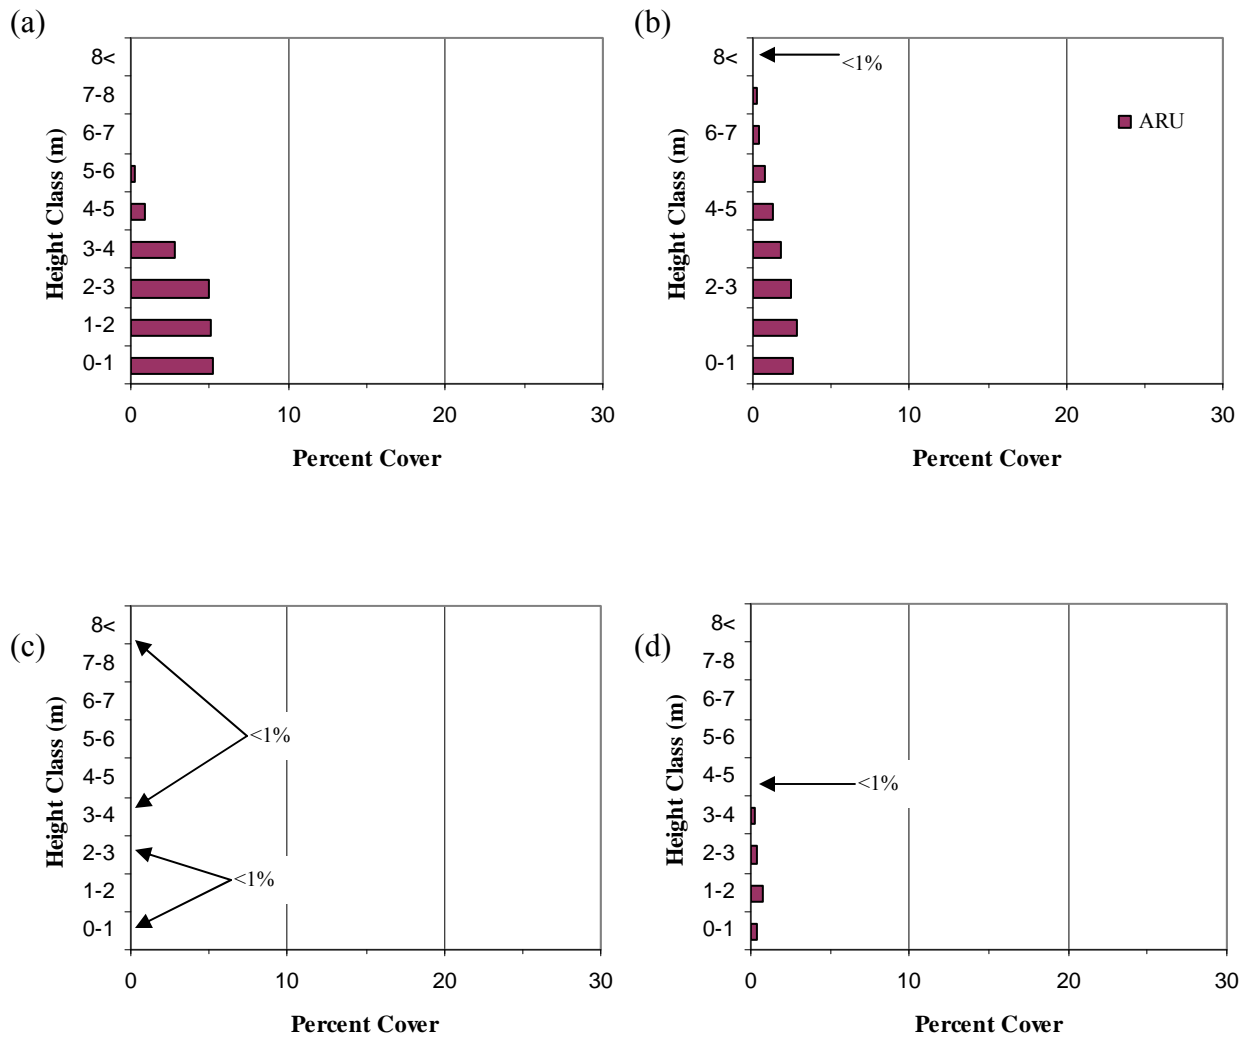 (a)
8<
7-8
6-7
5-6
4-5
3-4
2-3
1-2
0-1
Height Class (m)
0 10 20 30
Percent Cover
(b)
8<
6-7
4-5
2-3
0-1
Height Class (m)
<1%
ARU
0 10 20 30
Percent Cover
(c)
8<
7-8
6-7
5-6
4-5
3-4
2-3
1-2
0-1
Height Class (m)
<1%
<1%
0 10 20 30
Percent Cover
(d)
8<
7-8
6-7
5-6
4-5
3-4
2-3
1-2
0-1
Height Class (m)
<1%
0 10 20 30
Percent Cover